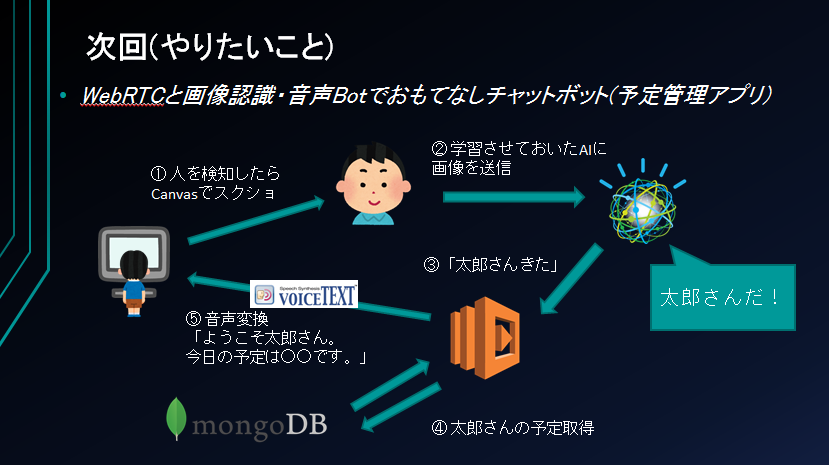 次回(やりたいこと)
• WebRTCと画像認識・音声Botでおもてなしチャットボット(予定管理アプリ)
① 人を検知したら
Canvasでスクショ
② 学習させておいたAIに
画像を送信
③「太郎さんきた」
太郎さんだ！
Speech Synthesis
VOICETEXT
⑤ 音声変換
「ようこそ太郎さん。
今日の予定は〇〇です。」
mongoDB
④ 太郎さんの予定取得